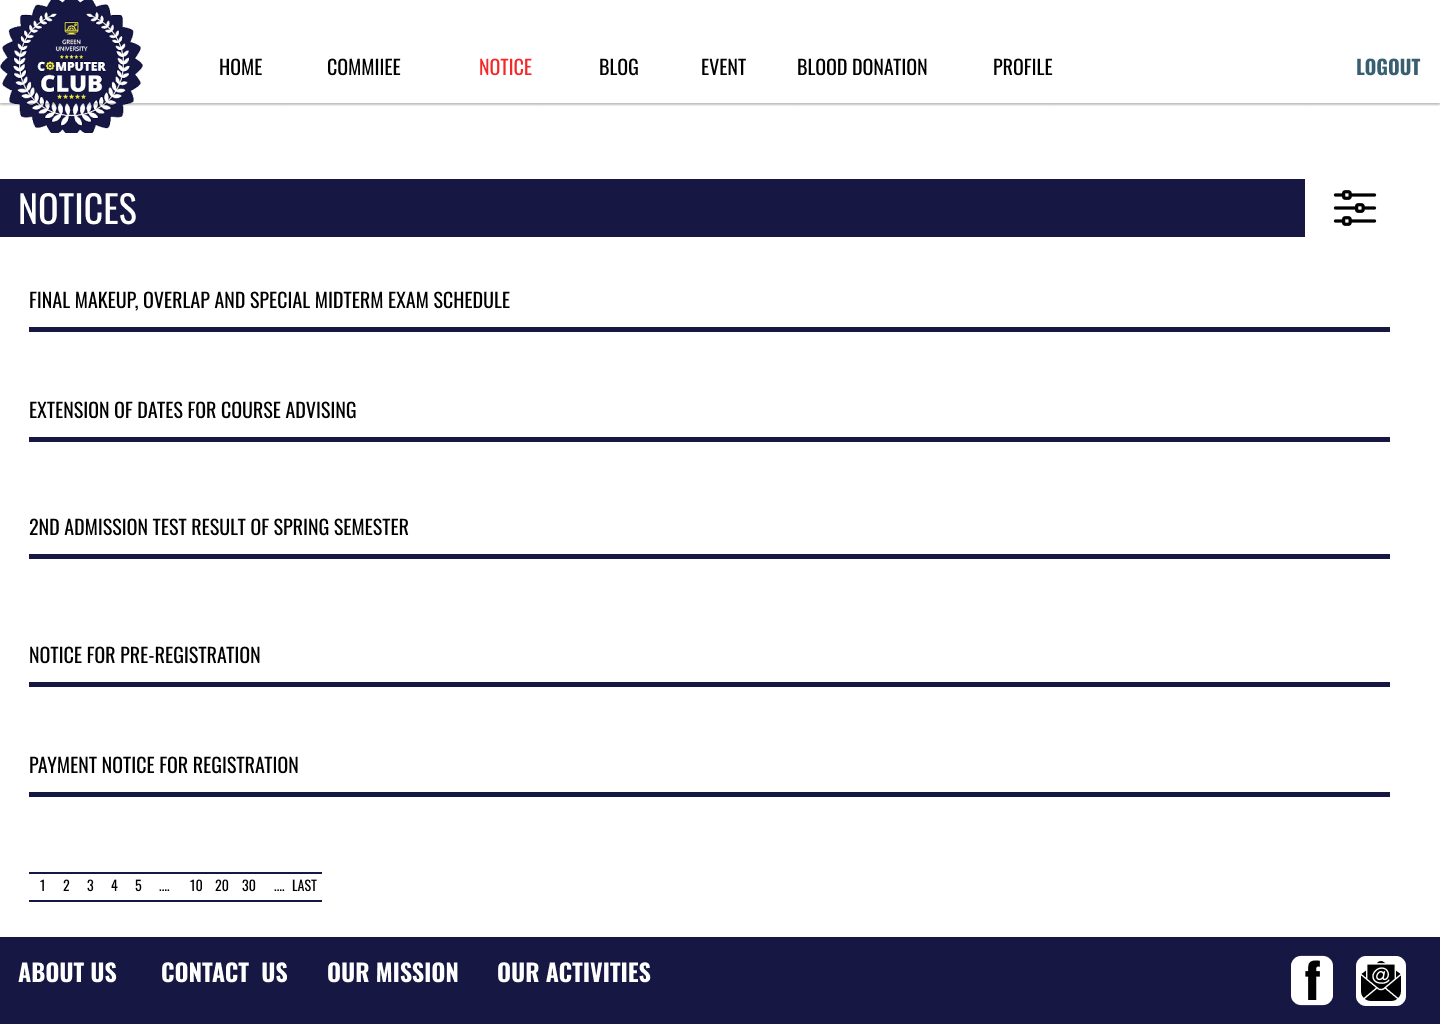 GREEN
UNIVERSITY
COMPUTER
CLUB
HOME COMMIIEE NOTICE BLOG EVENT BLOOD DONATION PROFILE LOGOUT
NOTICES
FINAL MAKEUP, OVERLAP AND SPECIAL MIDTERM EXAM SCHEDULE
EXTENSION OF DATES FOR COURSE ADVISING
2ND ADMISSION TEST RESULT OF SPRING SEMESTER
NOTICE FOR PRE-REGISTRATION
PAYMENT NOTICE FOR REGISTRATION
1 2 3 4 5 .... 10 20 30 .... LAST
ABOUT US CONTACT US OUR MISSION OUR ACTIVITIES f @